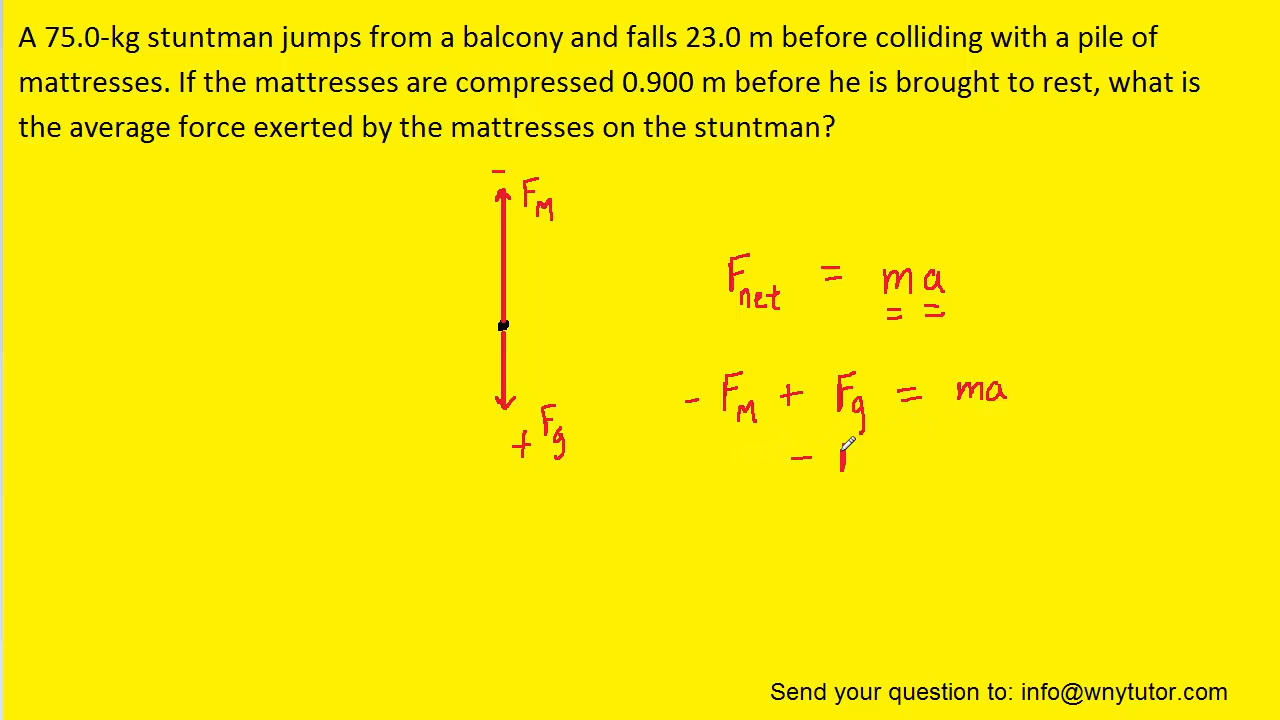 A 75.0-kg stuntman jumps from a balcony and falls 23.0 m before colliding with a pile of
mattresses. If the mattresses are compressed 0.900 m before he is brought to rest, what is
the average force exerted by the mattresses on the stuntman?
-
F_M
F_net = ma
- F_M + F_g = ma
+ F_g
-
Send your question to: info@wnytutor.com